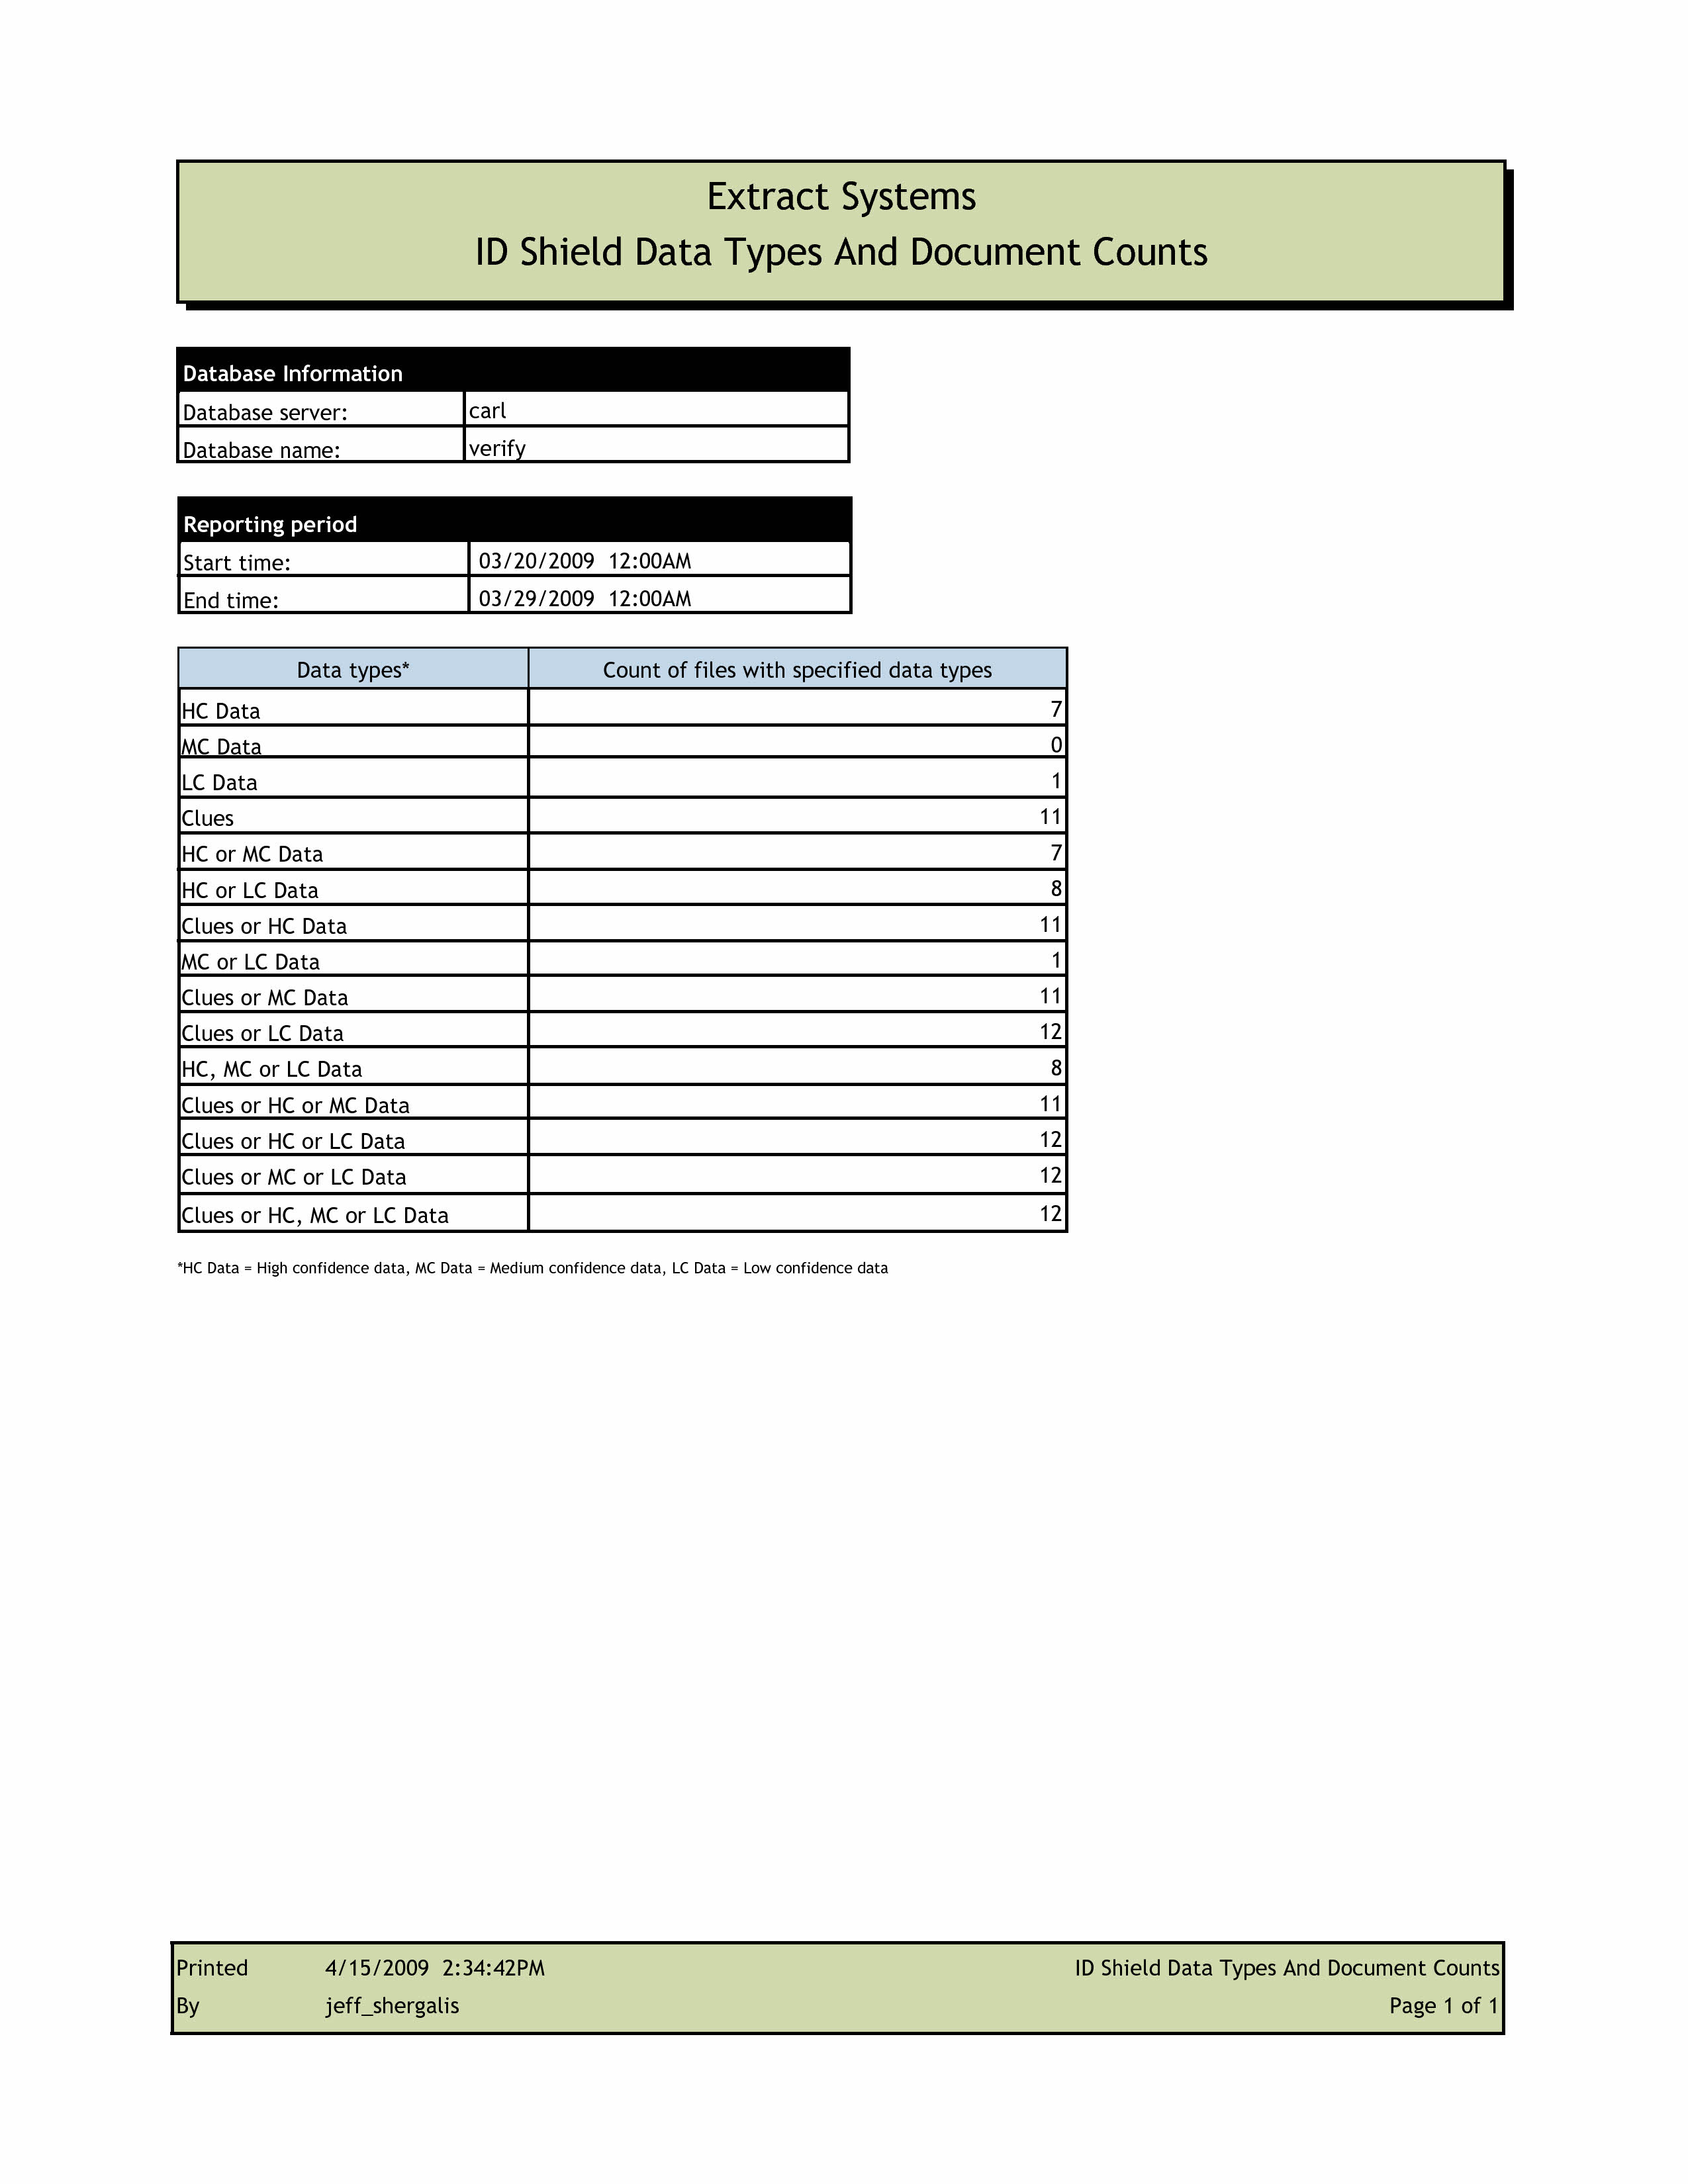 Extract Systems
ID Shield Data Types And Document Counts
Database Information
Database server: carl
Database name: verify
Reporting period
Start time: 03/20/2009 12:00AM
End time: 03/29/2009 12:00AM
Data types* Count of files with specified data types
HC Data 7
MC Data 0
LC Data 1
Clues 11
HC or MC Data 7
HC or LC Data 8
Clues or HC Data 11
MC or LC Data 1
Clues or MC Data 11
Clues or LC Data 12
HC, MC or LC Data 8
Clues or HC or MC Data 11
Clues or HC or LC Data 12
Clues or MC or LC Data 12
Clues or HC, MC or LC Data 12
*HC Data = High confidence data, MC Data = Medium confidence data, LC Data = Low confidence data
Printed 4/15/2009 2:34:42PM ID Shield Data Types And Document Counts
By jeff_shergalis Page 1 of 1